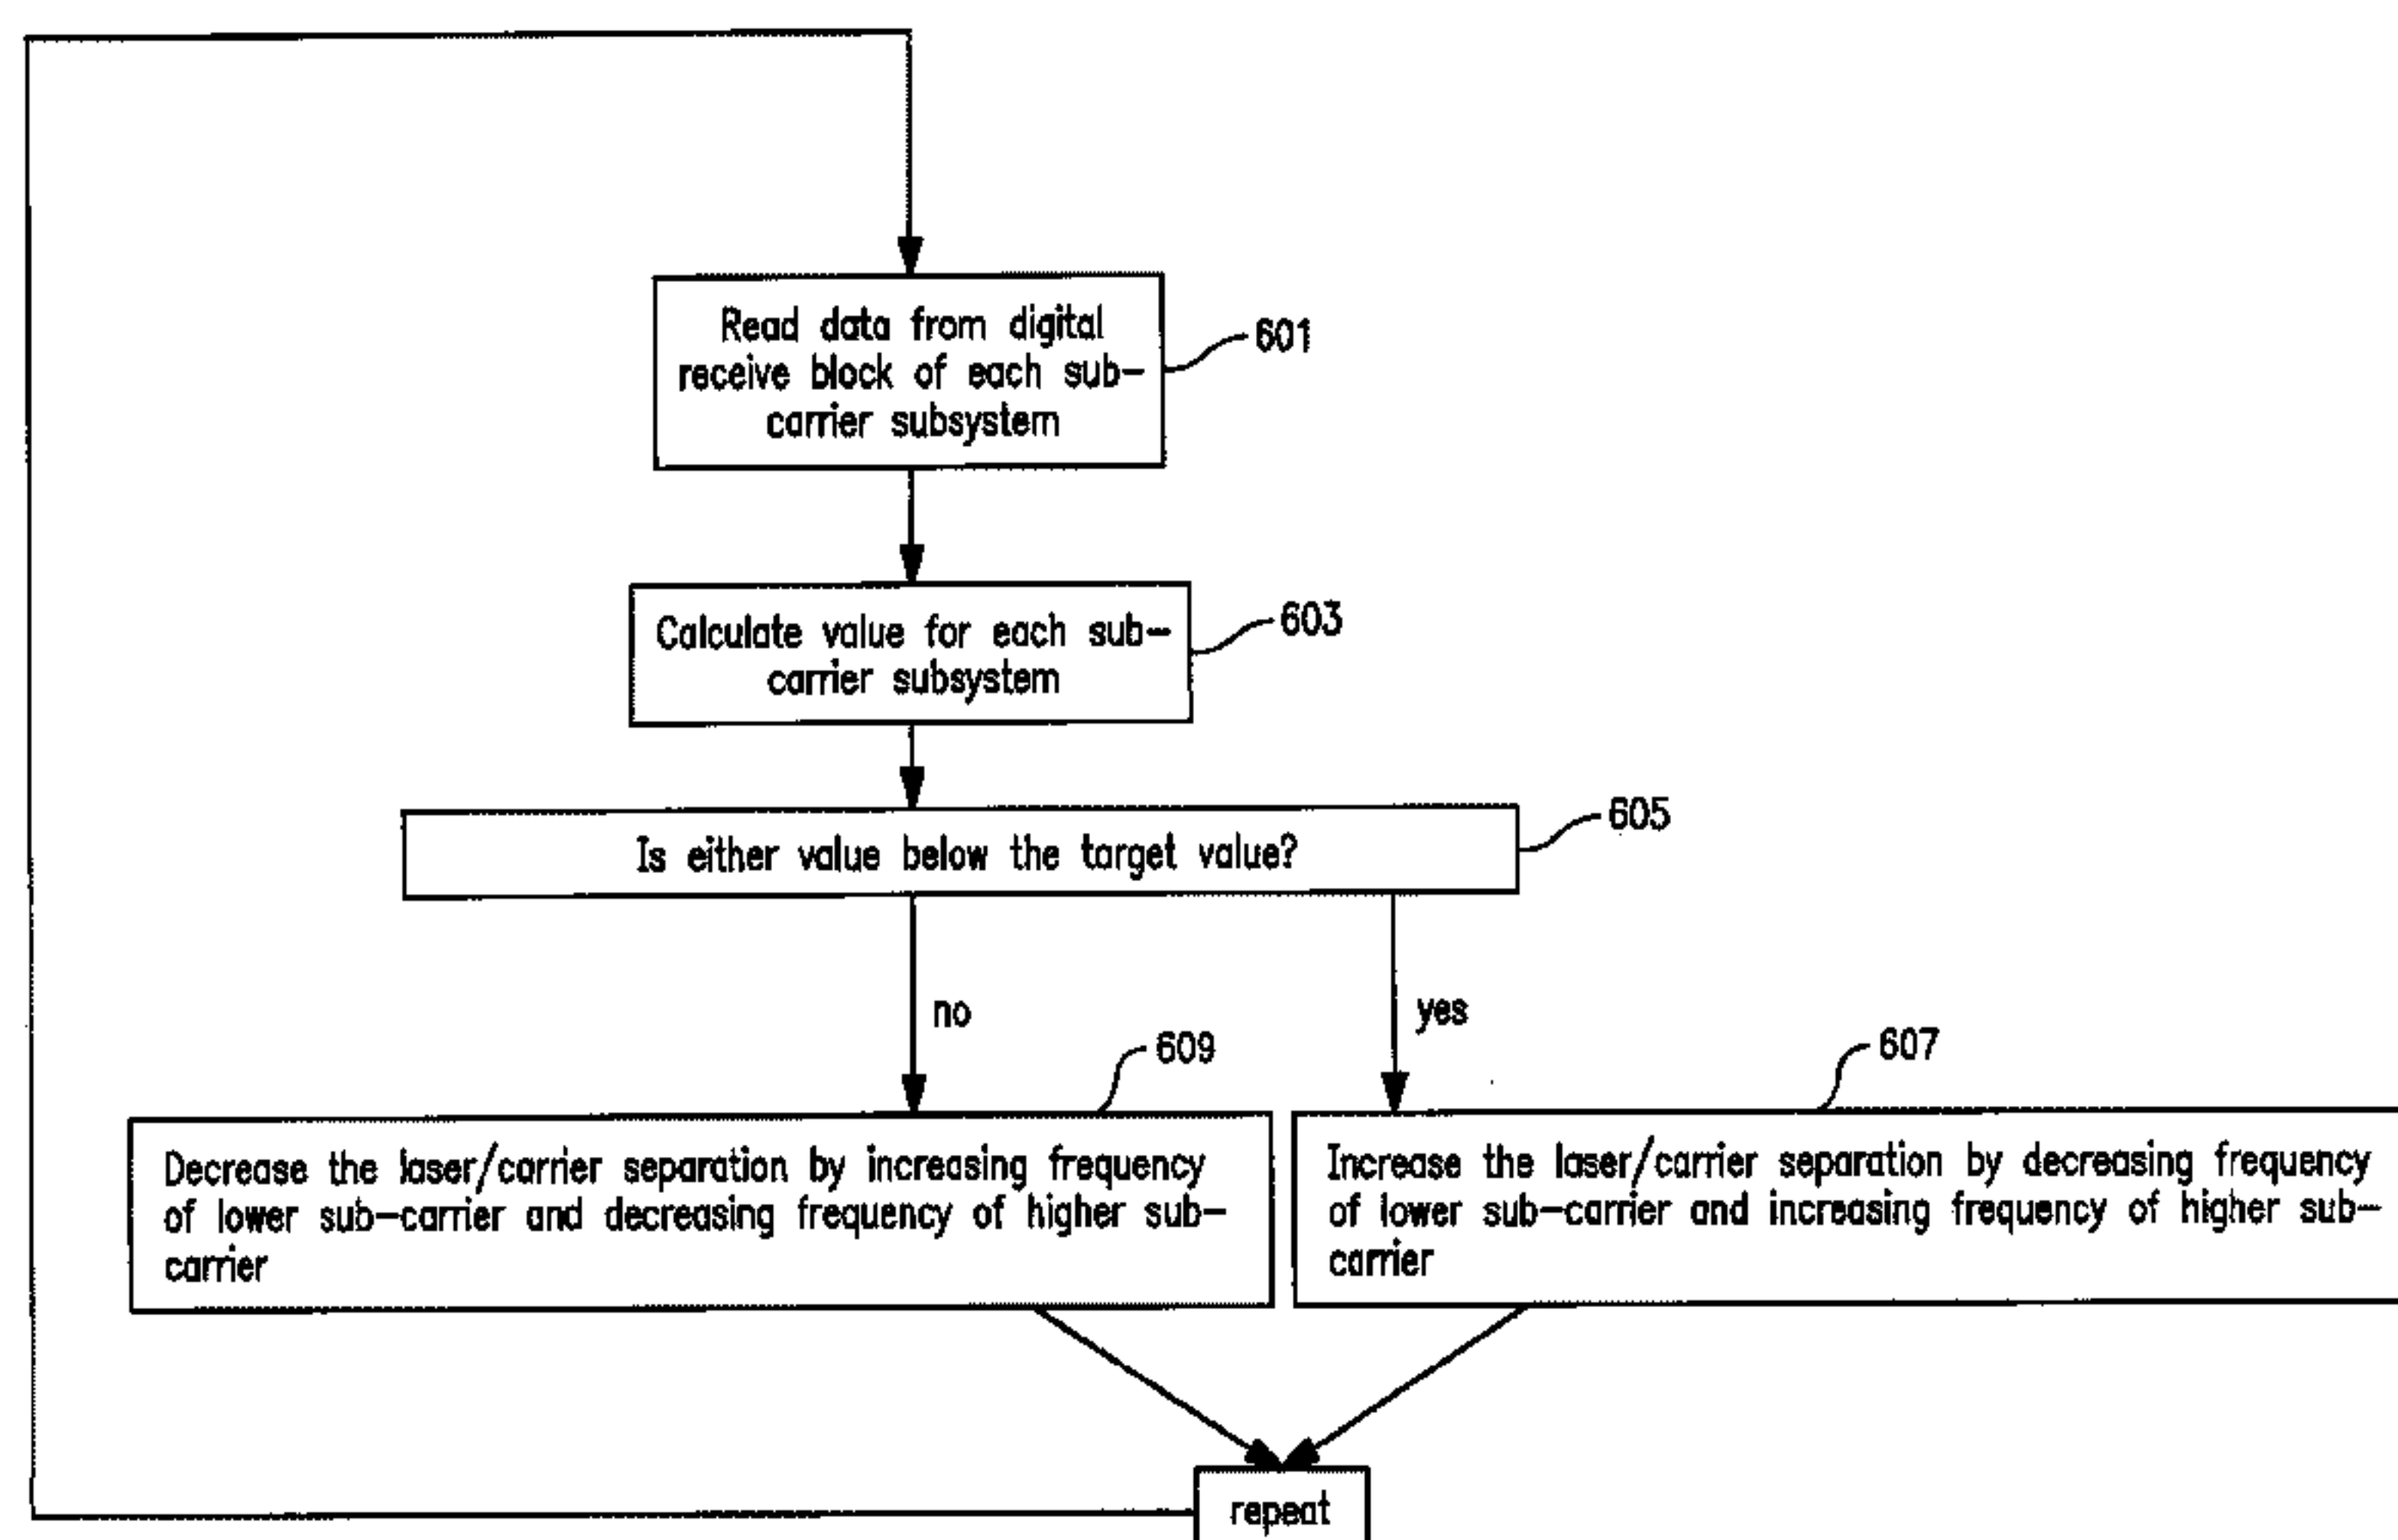 Read data from digital
receive block of each sub-
carrier subsystem
601
Calculate value for each sub-
carrier subsystem
603
Is either value below the target value?
605
no
yes
609
607
Decrease the laser/carrier separation by increasing frequency
of lower sub-carrier and decreasing frequency of higher sub-
carrier
Increase the laser/carrier separation by decreasing frequency
of lower sub-carrier and increasing frequency of higher sub-
carrier
repeat